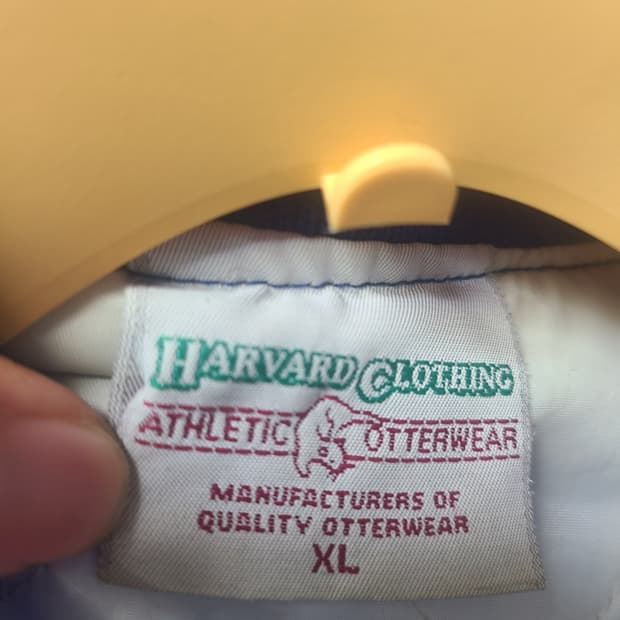 HARVARD CLOTHING
ATHLETIC OTTERWEAR
MANUFACTURERS OF
QUALITY OTTERWEAR
XL